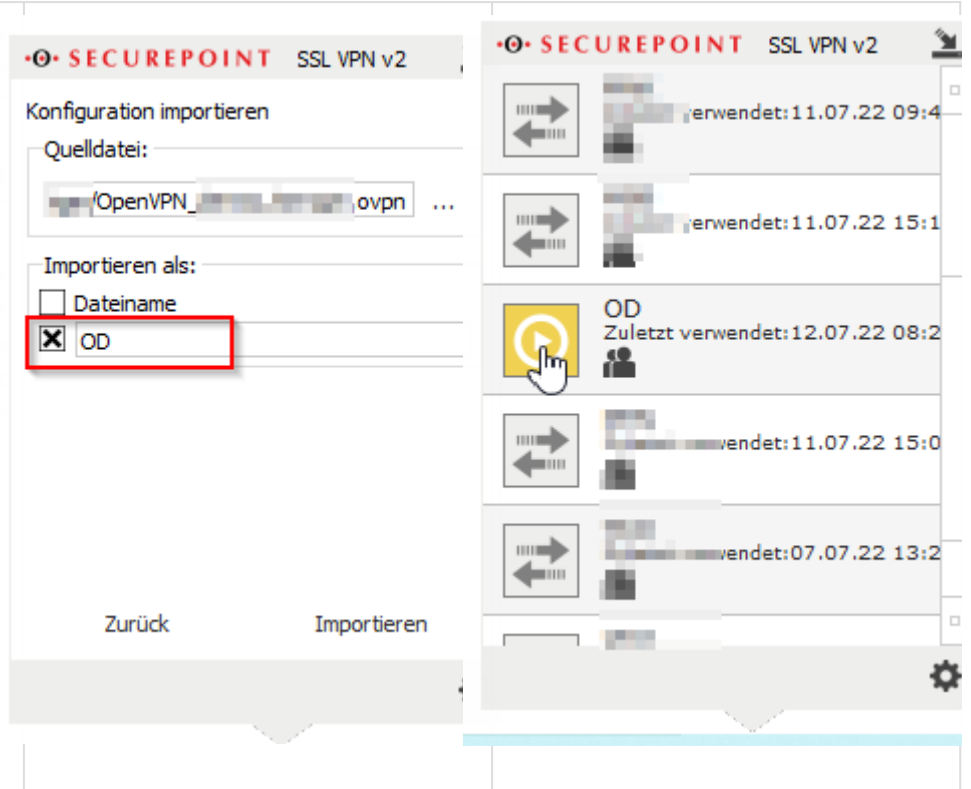 SECUREPOINT SSL VPN v2
Konfiguration importieren
Quelldatei:
/OpenVPN_ .ovpn ...
Importieren als:
Dateiname
OD
Zurück Importieren
SECUREPOINT SSL VPN v2
erwendet:11.07.22 09:4
erwendet:11.07.22 15:1
OD
Zuletzt verwendet:12.07.22 08:2
wendet:11.07.22 15:0
wendet:07.07.22 13:2